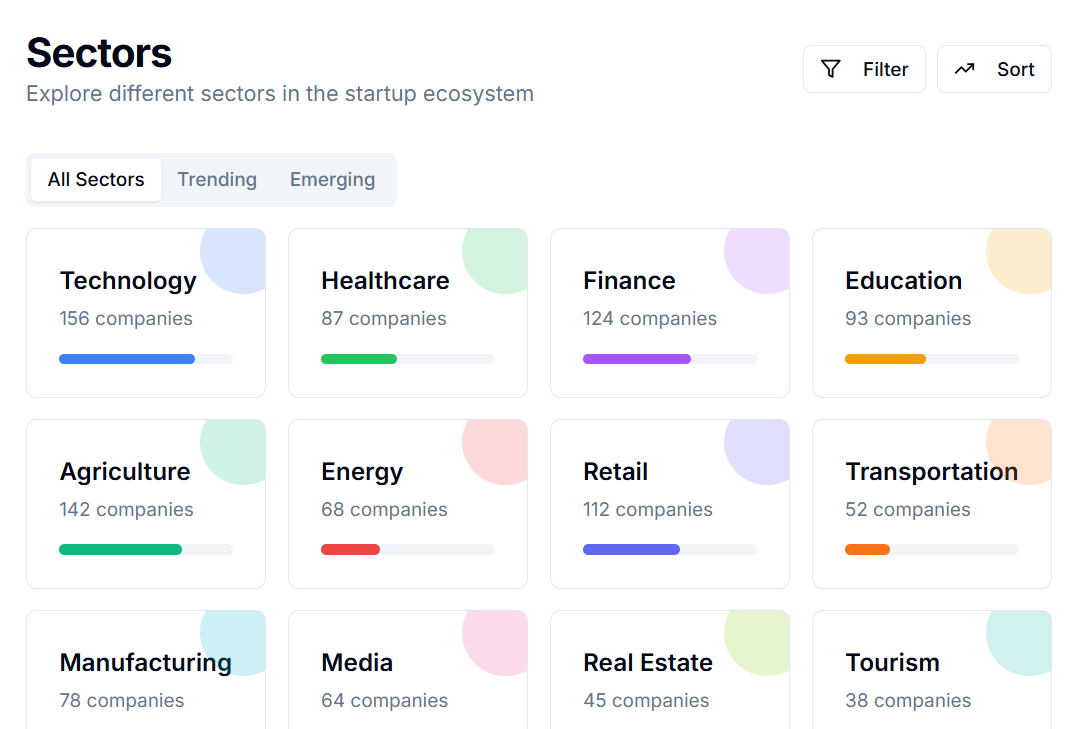 Sectors
Explore different sectors in the startup ecosystem
Filter
Sort
All Sectors
Trending
Emerging
Technology
156 companies
Healthcare
87 companies
Finance
124 companies
Education
93 companies
Agriculture
142 companies
Energy
68 companies
Retail
112 companies
Transportation
52 companies
Manufacturing
78 companies
Media
64 companies
Real Estate
45 companies
Tourism
38 companies